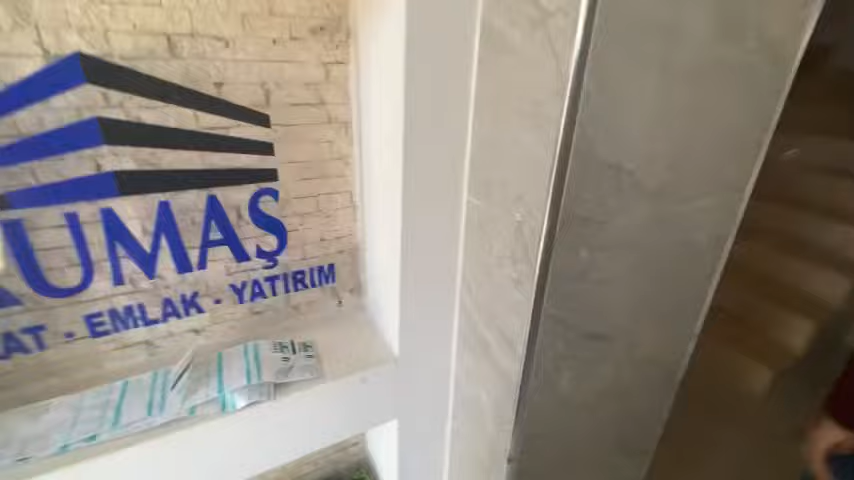 UMAŞ
AT · EMLAK · YATIRIM